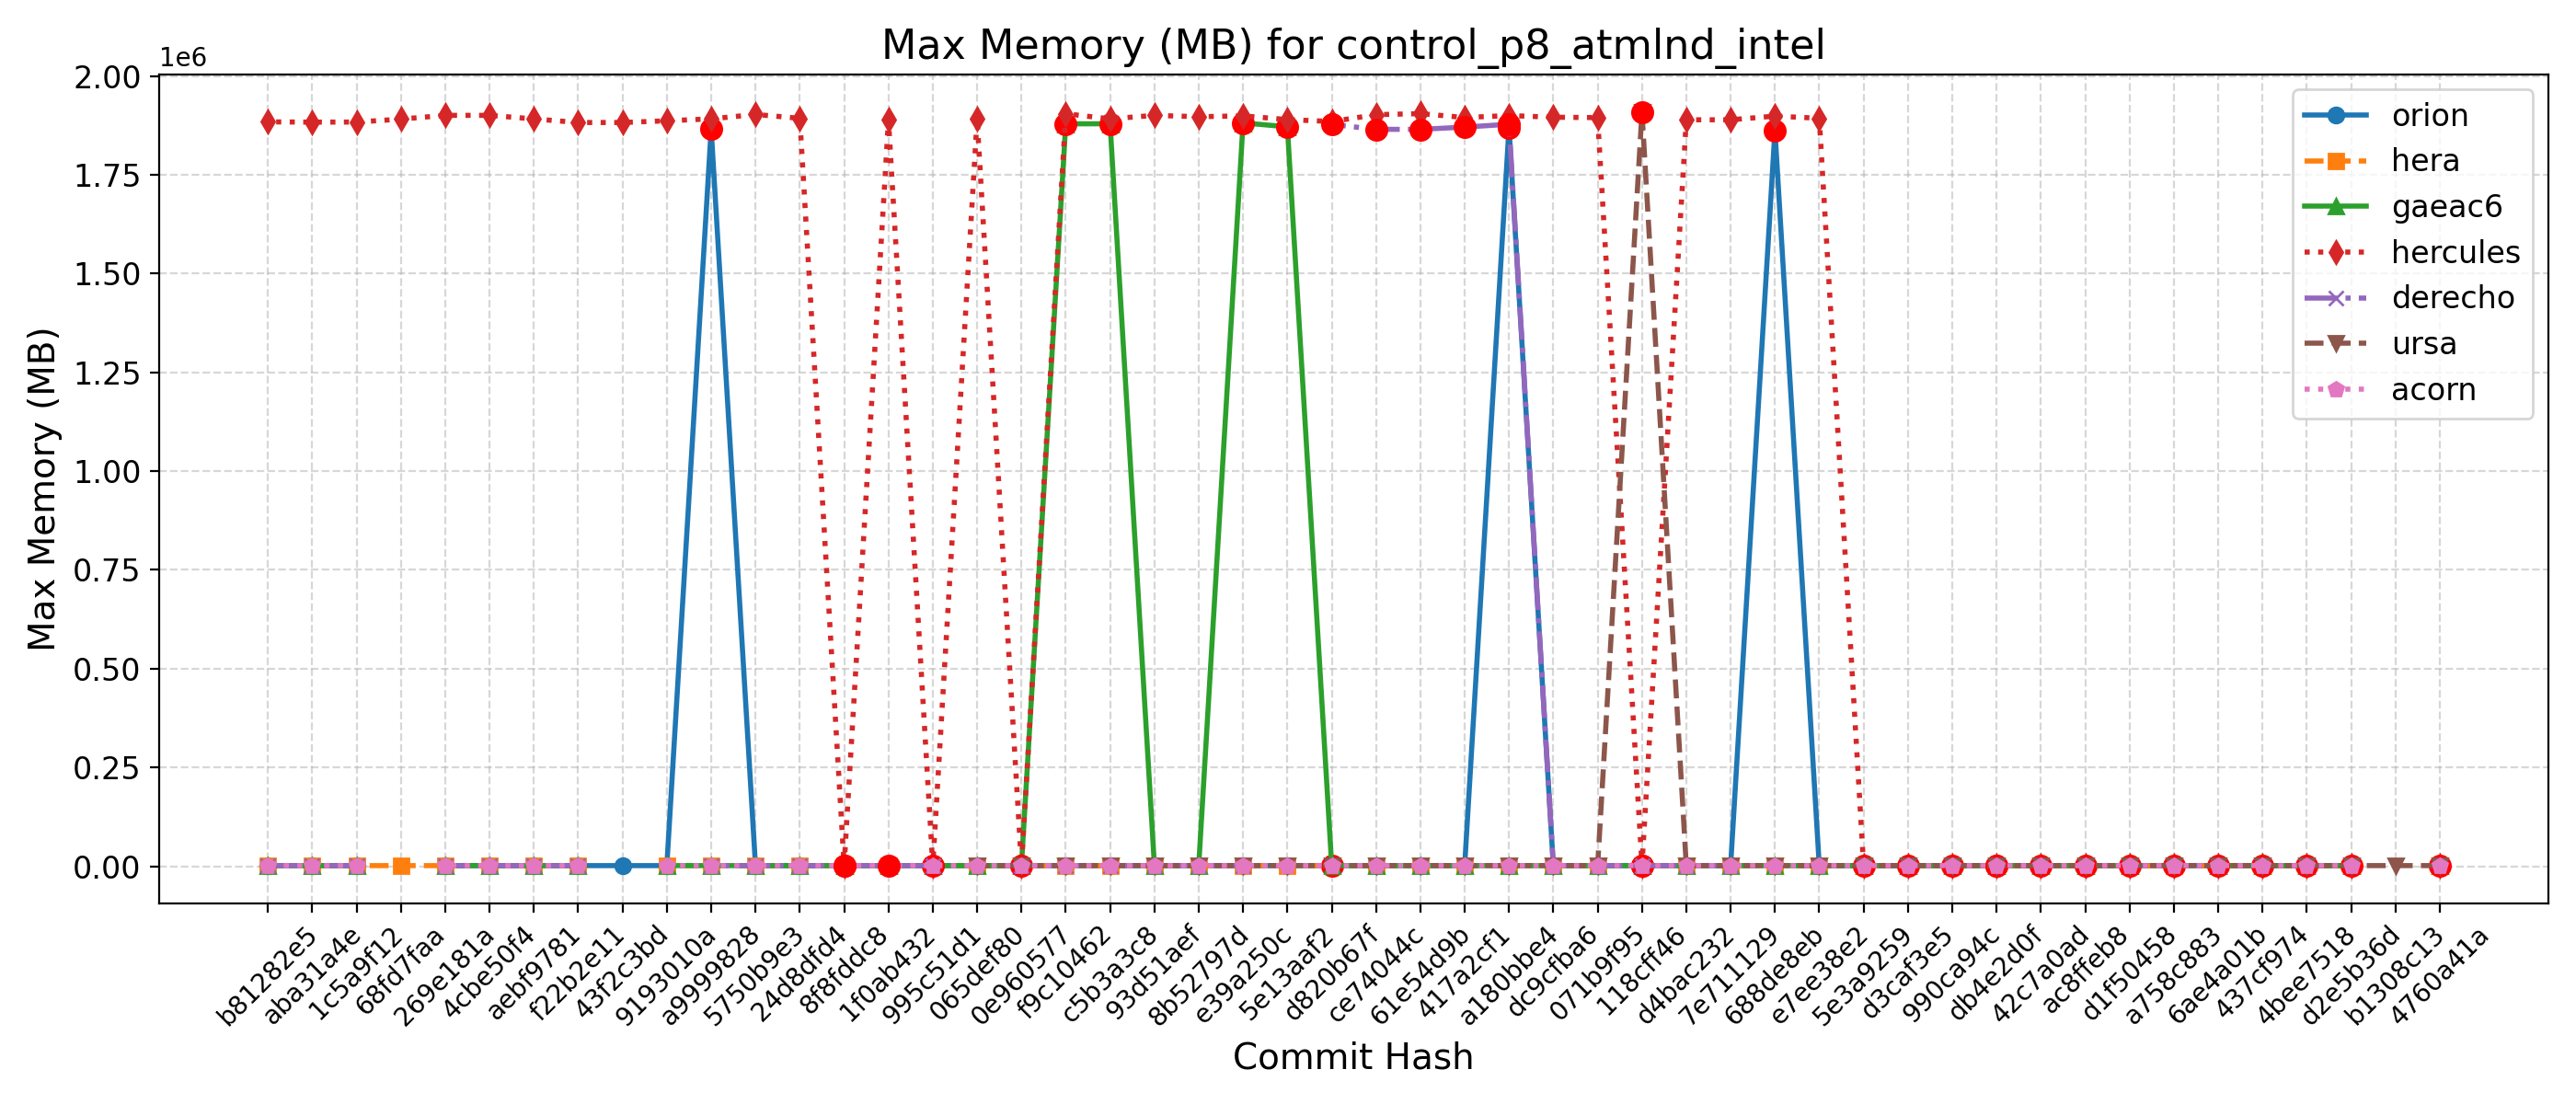 Max Memory (MB) for control_p8_atmlnd_intel
1e6
2.00
1.75
1.50
1.25
1.00
0.75
0.50
0.25
0.00
Max Memory (MB)
orion
hera
gaeac6
hercules
derecho
ursa
acorn
b81282e5
aba31a4e
1c5a9f12
68fd7faa
269e181a
4cbe50f4
aebf9781
f22b2e11
43f2c3bd
9193010a
a9999828
5750b9e3
24d8dfd4
8f8fddc8
1f0ab432
995c51d1
065def80
0e960577
f9c10462
c5b3a3c8
93d51aef
8b52797d
e39a250c
5e13aaf2
d820b67f
ce74044c
61e54d9b
417a2cf1
a180bbe4
dc9cfba6
071b9f95
118cff46
d4bac232
7e711129
688de8eb
e7ee38e2
5e3a9259
d3caf3e5
990ca94c
db4e2d0f
42c7a0ad
ac8ffeb8
d1f50458
a758c883
6ae4a01b
437cf974
4bee7518
d2e5b36d
b1308c13
4760a41a
Commit Hash